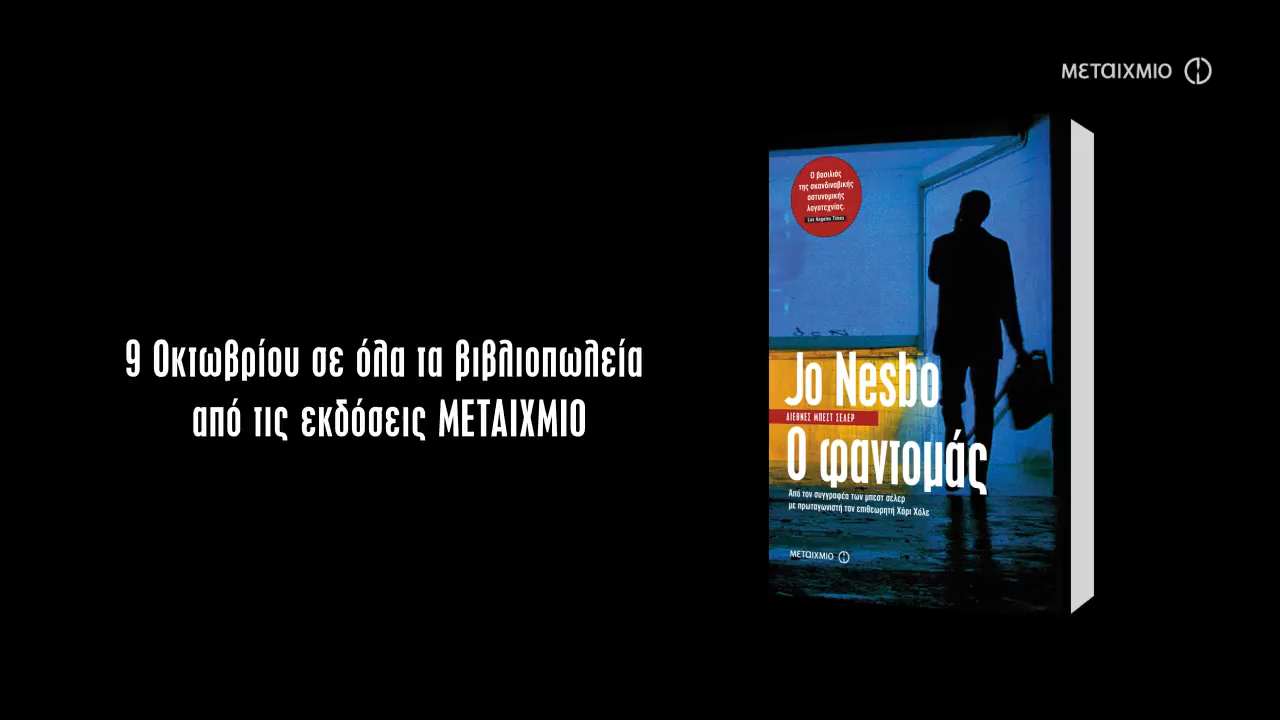 ΜΕΤΑΙΧΜΙΟ
9 Οκτωβρίου σε όλα τα βιβλιοπωλεία
από τις εκδόσεις ΜΕΤΑΙΧΜΙΟ
Ο βασιλιάς
της σκανδιναβικής
αστυνομικής
λογοτεχνίας.
Los Angeles Times
Jo Nesbo
ΔΙΕΘΝΕΣ ΜΠΕΣΤ ΣΕΛΕΡ
Ο φαντομάς
Από τον συγγραφέα των μπεστ σέλερ
με πρωταγωνιστή τον επιθεωρητή Χάρι Χόλε
ΜΕΤΑΙΧΜΙΟ